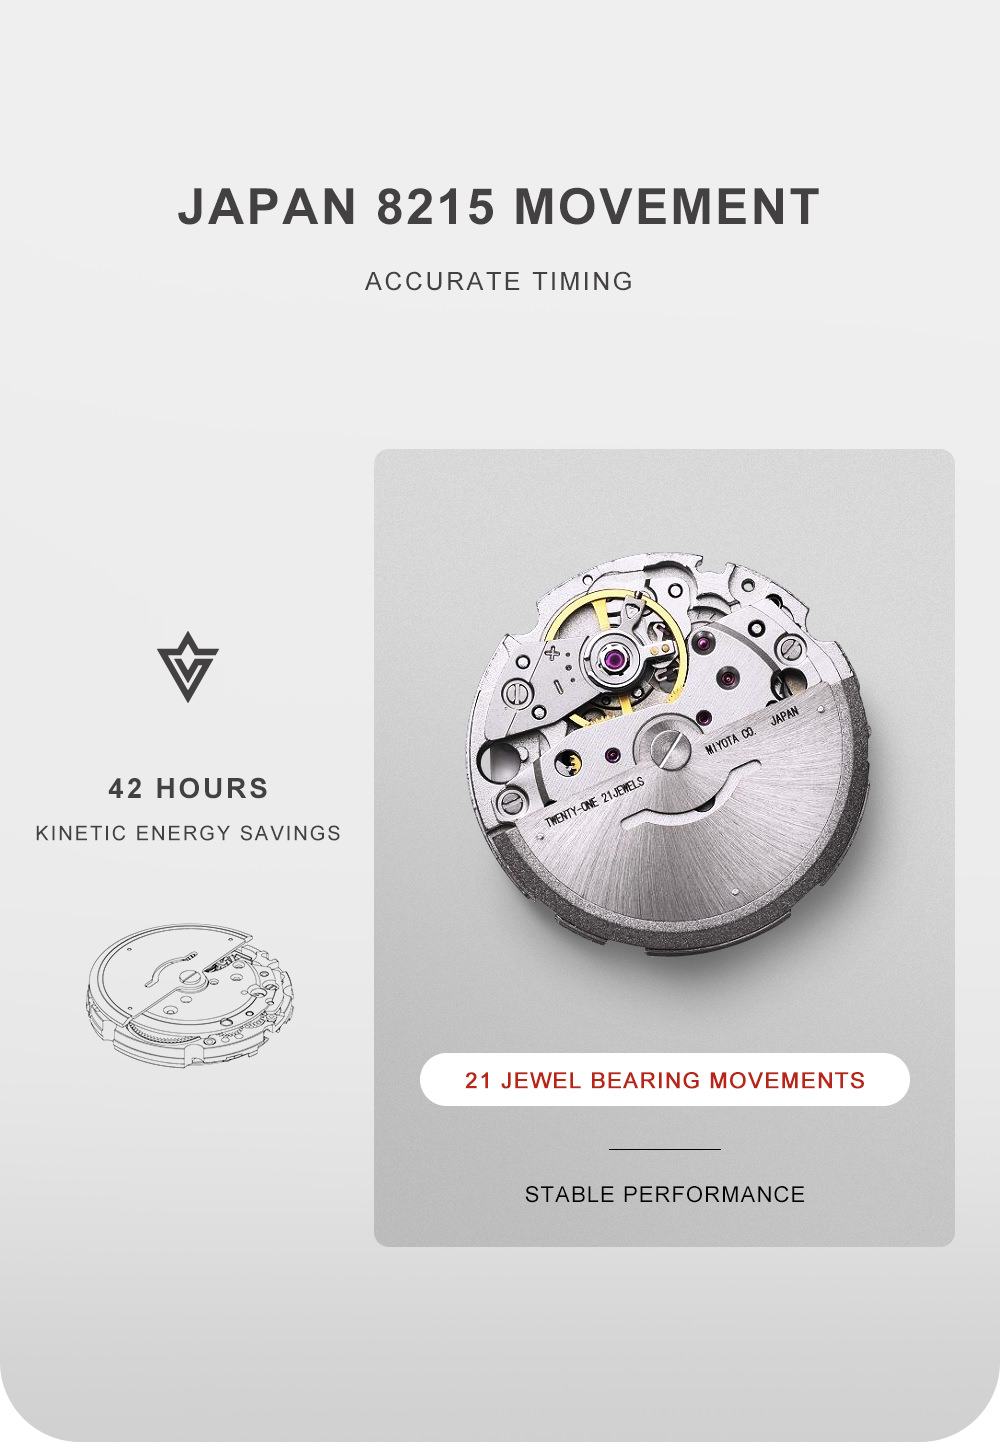 JAPAN 8215 MOVEMENT
ACCURATE TIMING
42 HOURS
KINETIC ENERGY SAVINGS
TWENTY-ONE 21JEWELS
MIYOTA CO.
JAPAN
21 JEWEL BEARING MOVEMENTS
STABLE PERFORMANCE